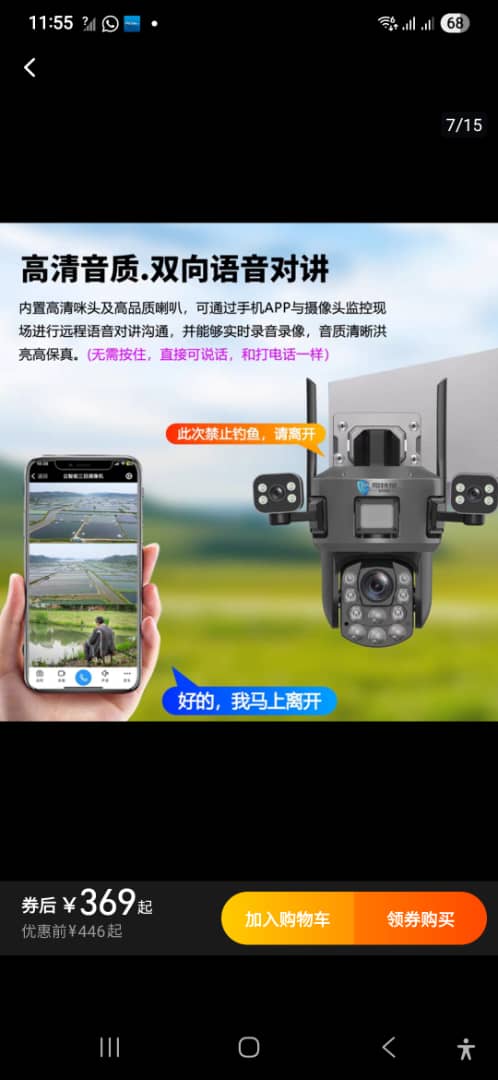 11:55
68
7/15
高清音质.双向语音对讲
内置高清咪头及高品质喇叭，可通过手机APP与摄像头监控现
场进行远程语音对讲沟通，并能够实时录音录像，音质清晰洪
亮高保真。(无需按住，直接可说话，和打电话一样)
此次禁止钓鱼，请离开
好的，我马上离开
券后 ¥369起
优惠前¥446起
加入购物车
领券购买